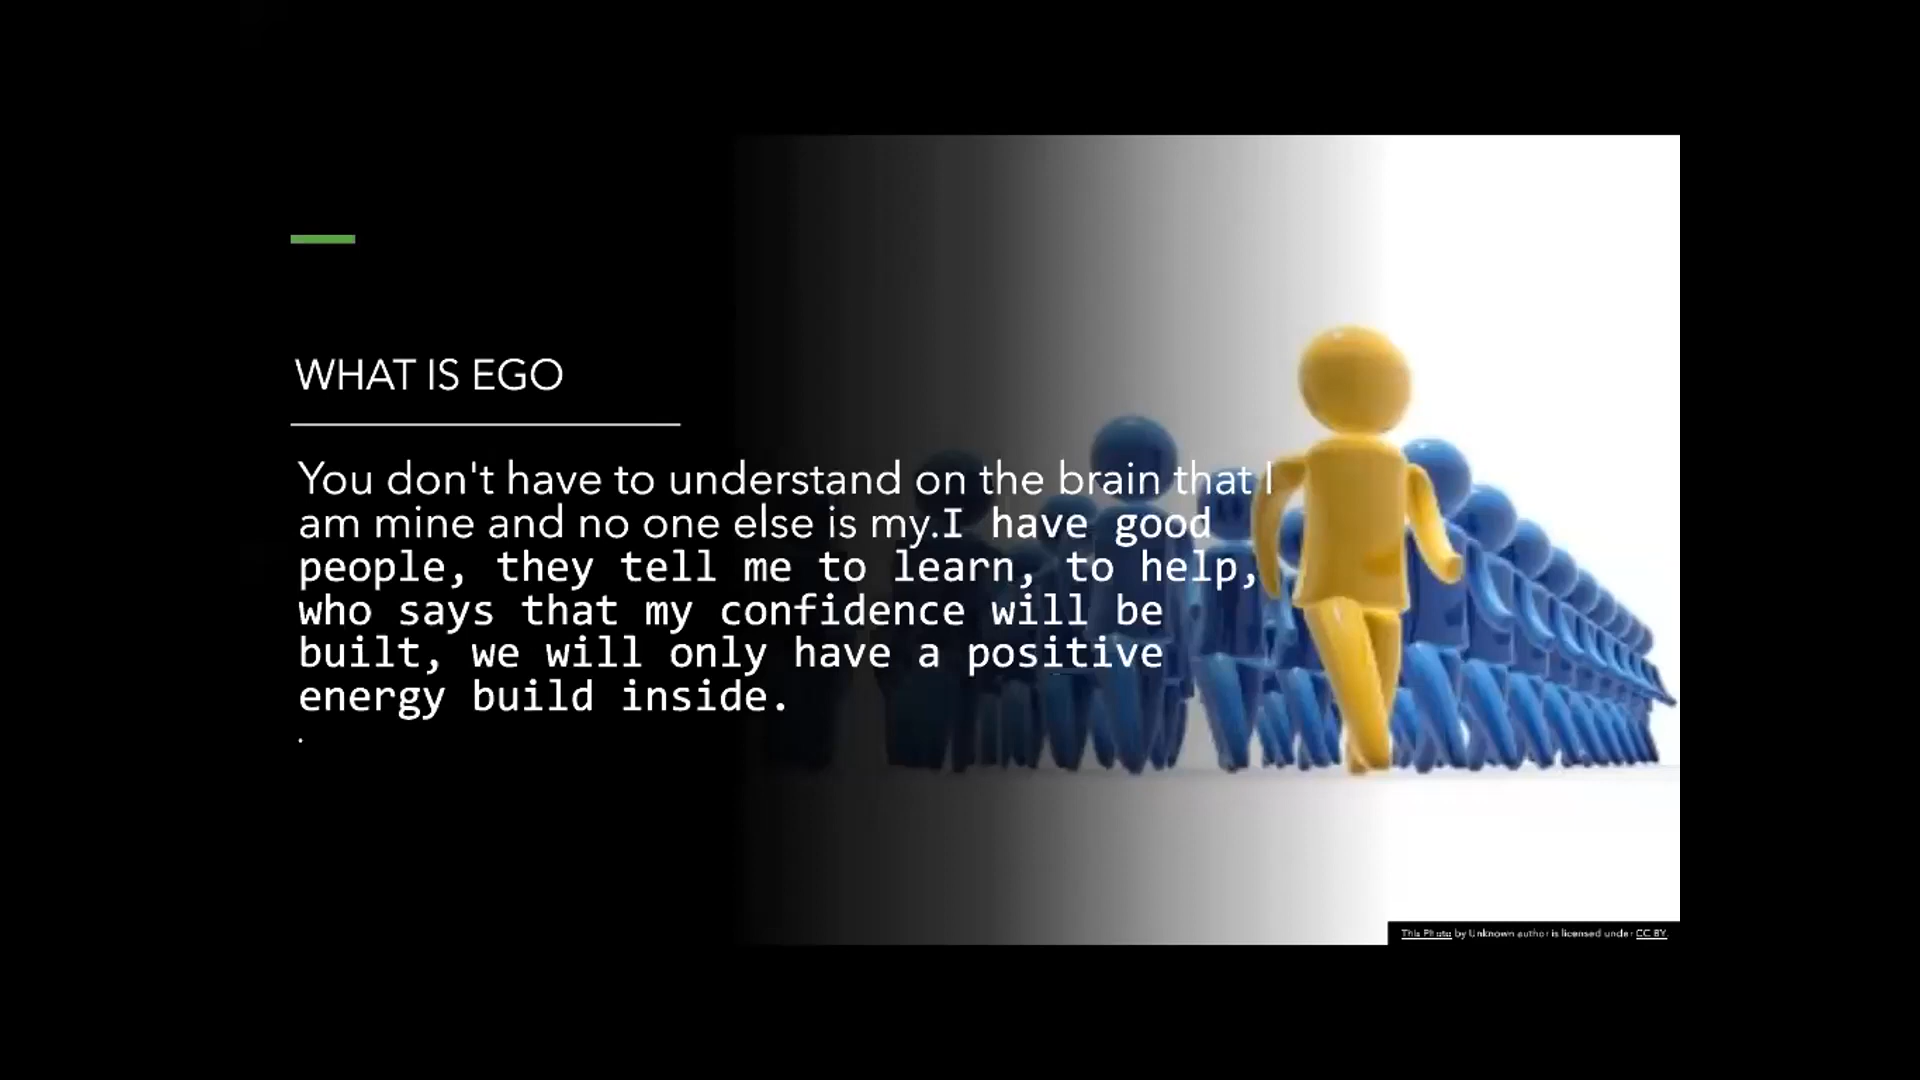 WHAT IS EGO
You don't have to understand on the brain that I
am mine and no one else is my.I have good
people, they tell me to learn, to help,
who says that my confidence will be
built, we will only have a positive
energy build inside.
.
This Photo by Unknown author is licensed under CC BY.